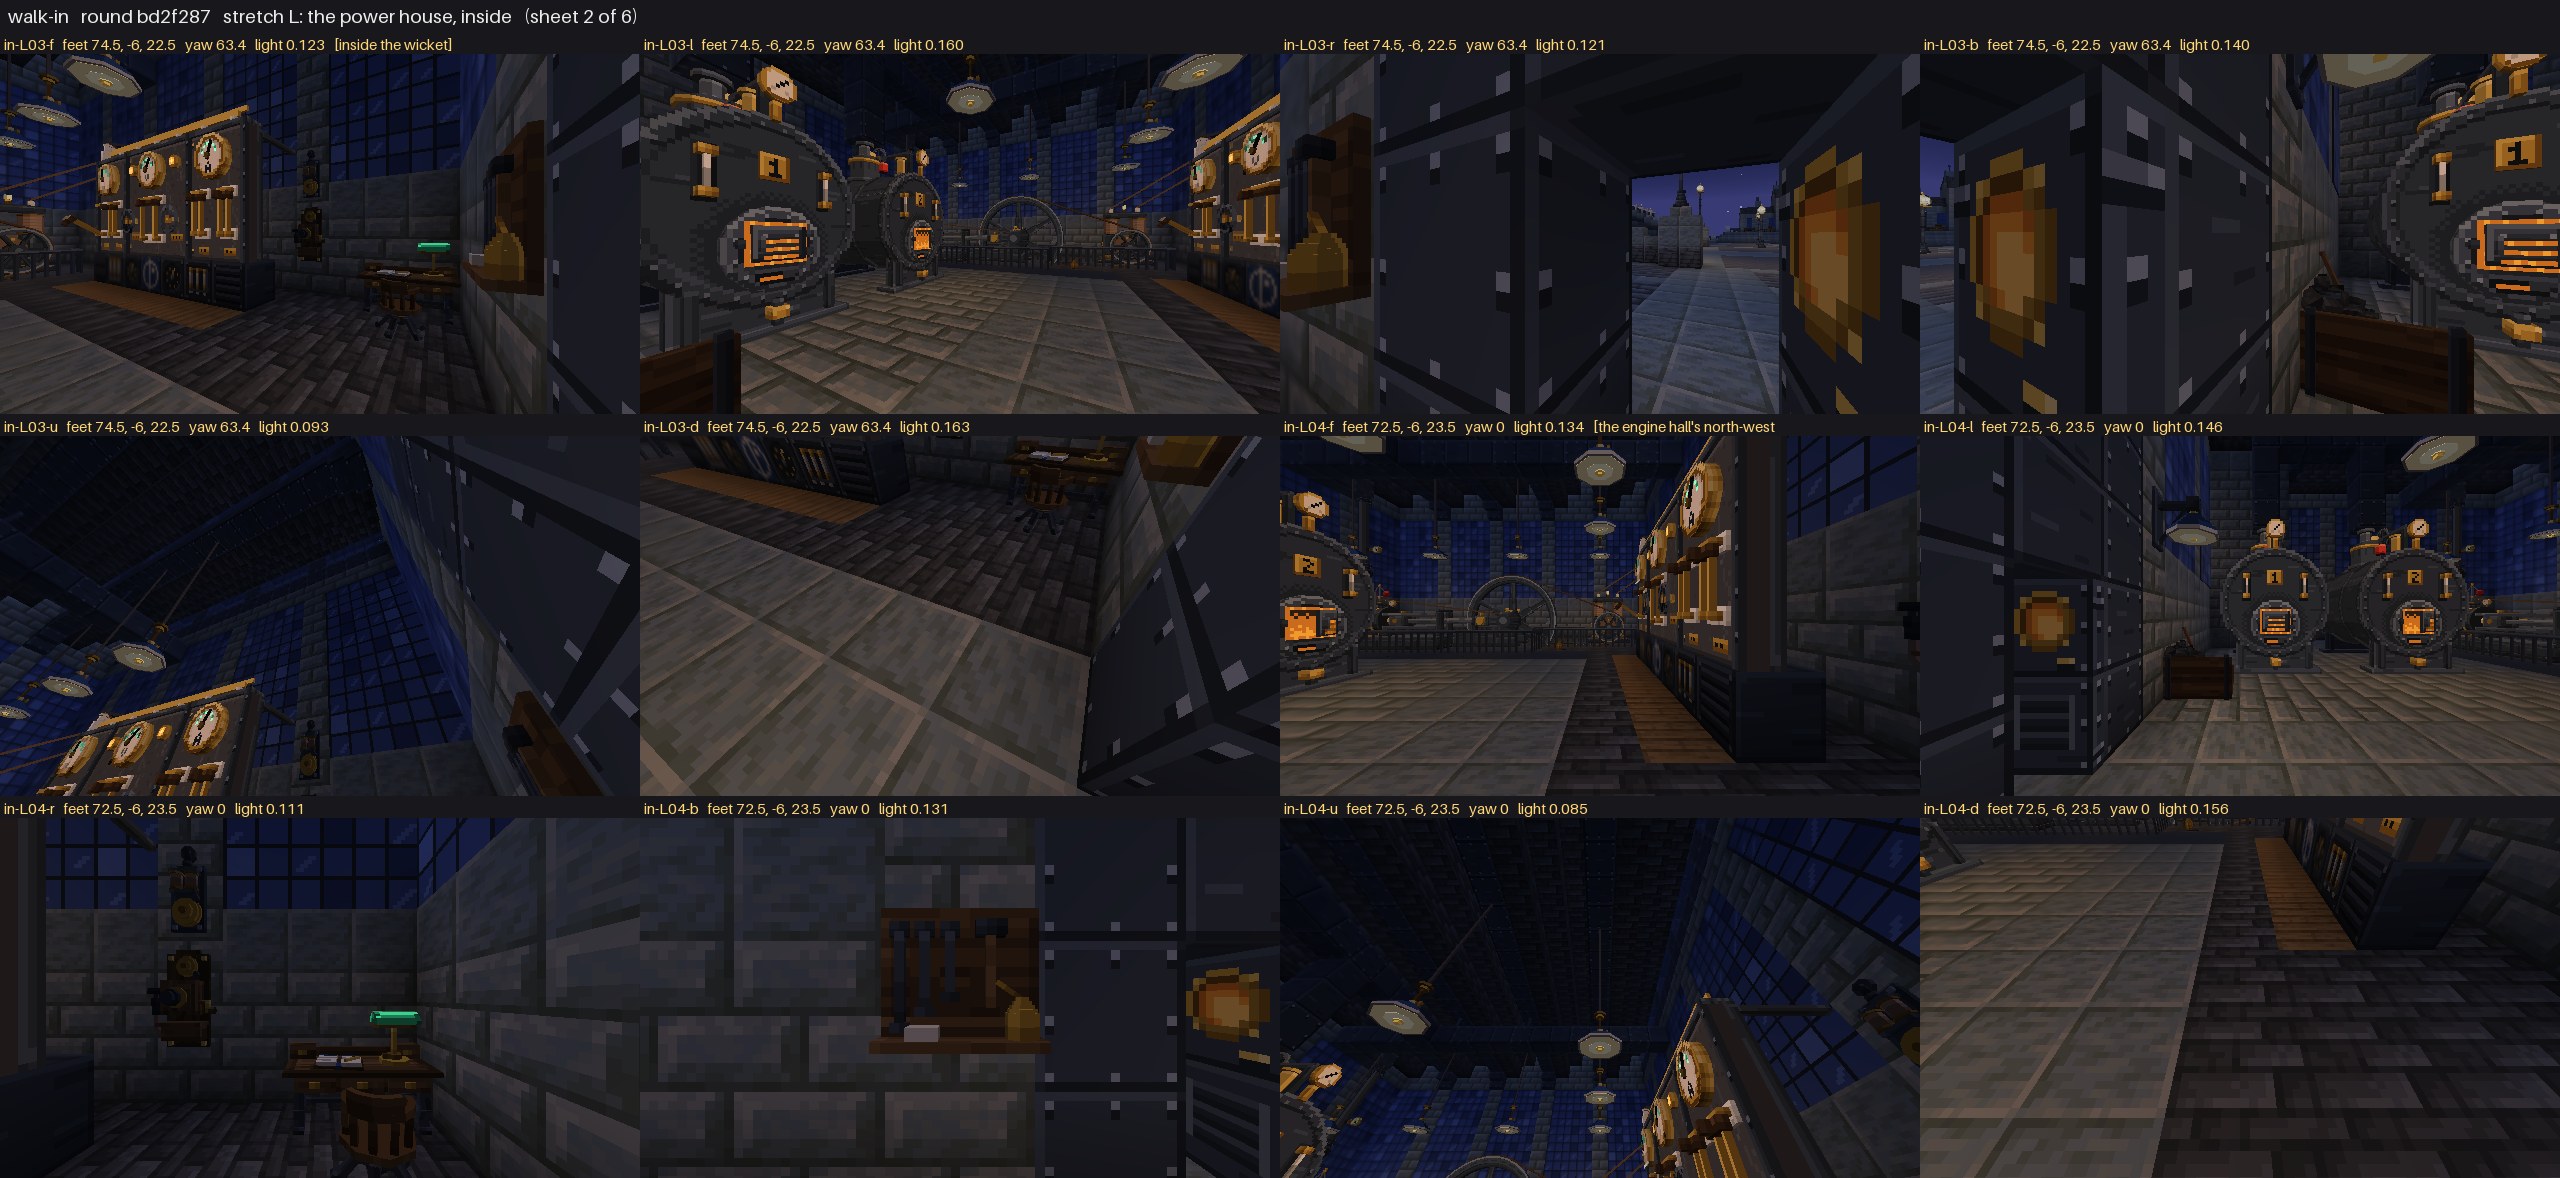 walk-in round bd2f287 stretch L: the power house, inside (sheet 2 of 6)
in-L03-f feet 74.5, -6, 22.5 yaw 63.4 light 0.123 [inside the wicket]
in-L03-l feet 74.5, -6, 22.5 yaw 63.4 light 0.160
in-L03-r feet 74.5, -6, 22.5 yaw 63.4 light 0.121
in-L03-b feet 74.5, -6, 22.5 yaw 63.4 light 0.140
1
2
1
in-L03-u feet 74.5, -6, 22.5 yaw 63.4 light 0.093
in-L03-d feet 74.5, -6, 22.5 yaw 63.4 light 0.163
in-L04-f feet 72.5, -6, 23.5 yaw 0 light 0.134 [the engine hall's north-west
in-L04-l feet 72.5, -6, 23.5 yaw 0 light 0.146
2
1
2
in-L04-r feet 72.5, -6, 23.5 yaw 0 light 0.111
in-L04-b feet 72.5, -6, 23.5 yaw 0 light 0.131
in-L04-u feet 72.5, -6, 23.5 yaw 0 light 0.085
in-L04-d feet 72.5, -6, 23.5 yaw 0 light 0.156